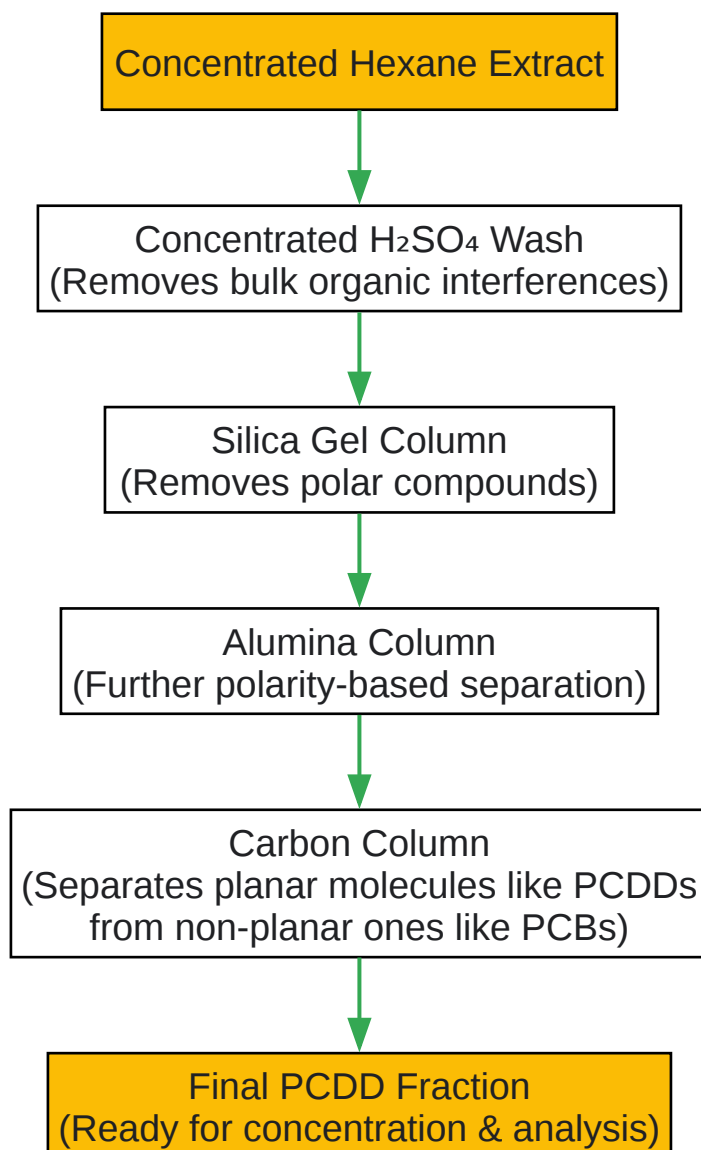 Concentrated Hexane Extract
Concentrated H₂SO₄ Wash
(Removes bulk organic interferences)
Silica Gel Column
(Removes polar compounds)
Alumina Column
(Further polarity-based separation)
Carbon Column
(Separates planar molecules like PCDDs
from non-planar ones like PCBs)
Final PCDD Fraction
(Ready for concentration & analysis)